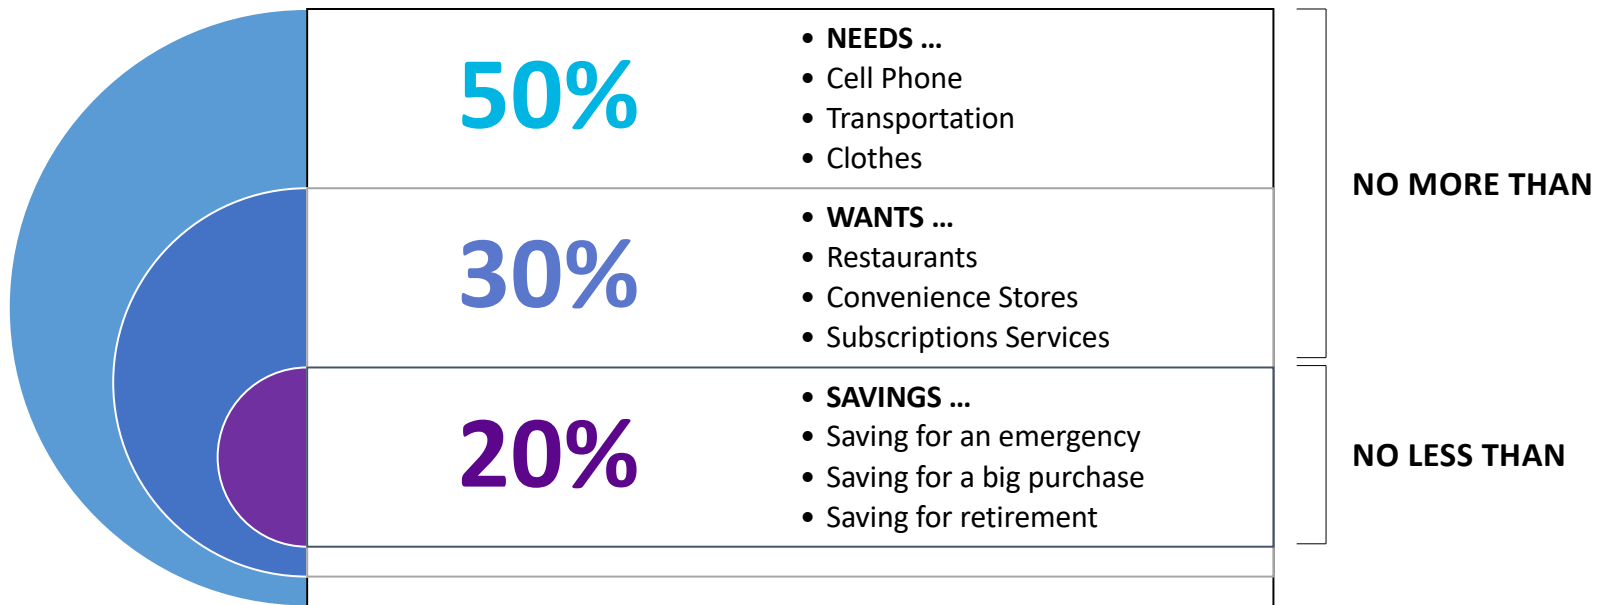 50%
• NEEDS ...
• Cell Phone
• Transportation
• Clothes
30%
• WANTS ...
• Restaurants
• Convenience Stores
• Subscriptions Services
NO MORE THAN
20%
• SAVINGS ...
• Saving for an emergency
• Saving for a big purchase
• Saving for retirement
NO LESS THAN